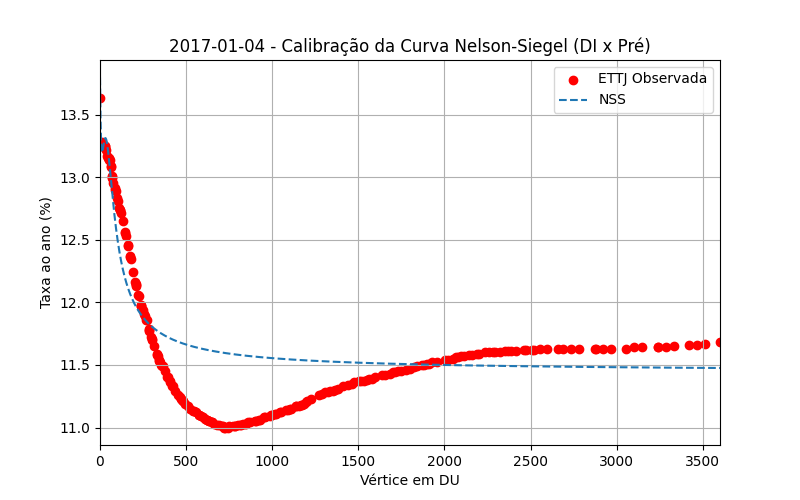 2017-01-04 - Calibração da Curva Nelson-Siegel (DI x Pré)
ETTJ Observada
NSS
Taxa ao ano (%)
13.5
13.0
12.5
12.0
11.5
11.0
0 500 1000 1500 2000 2500 3000 3500
Vértice em DU